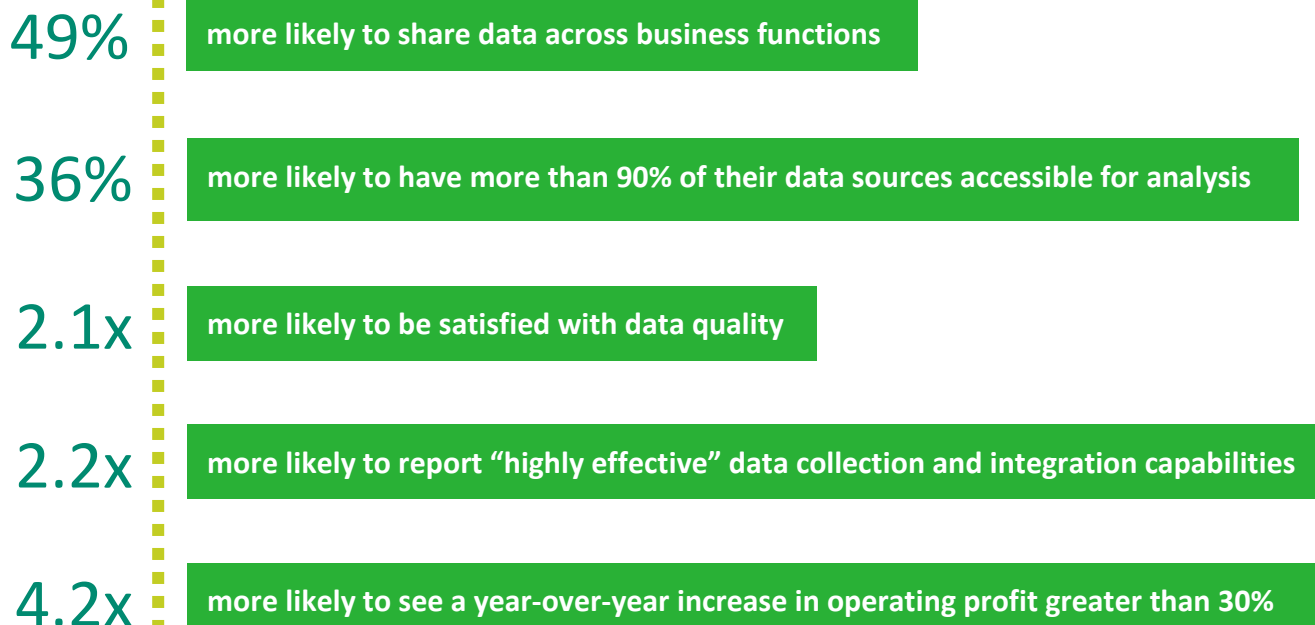 49% more likely to share data across business functions
36% more likely to have more than 90% of their data sources accessible for analysis
2.1x more likely to be satisfied with data quality
2.2x more likely to report “highly effective” data collection and integration capabilities
4.2x more likely to see a year-over-year increase in operating profit greater than 30%